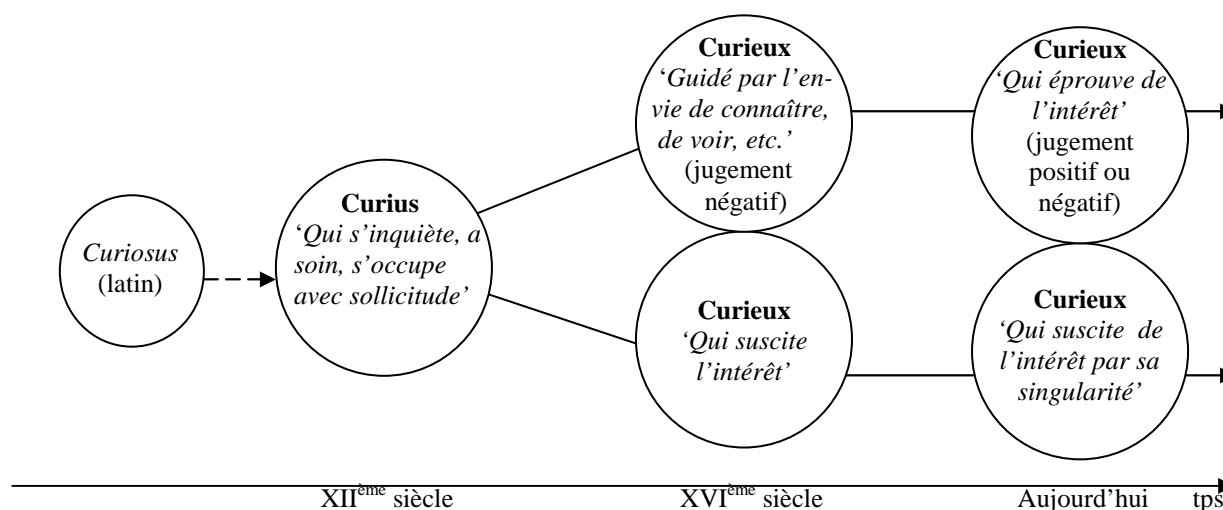 Curiosus
(latin)
Curius
‘Qui s’inquiète, a
soin, s’occupe
avec sollicitude’
Curieux
‘Guidé par l’en-
vie de connaître,
de voir, etc.’
(jugement
négatif)
Curieux
‘Qui suscite
l’intérêt’
Curieux
‘Qui éprouve de
l’intérêt’
(jugement
positif ou
négatif)
Curieux
‘Qui suscite de
l’intérêt par sa
singularité’
XIIème siècle XVIème siècle Aujourd’hui tps